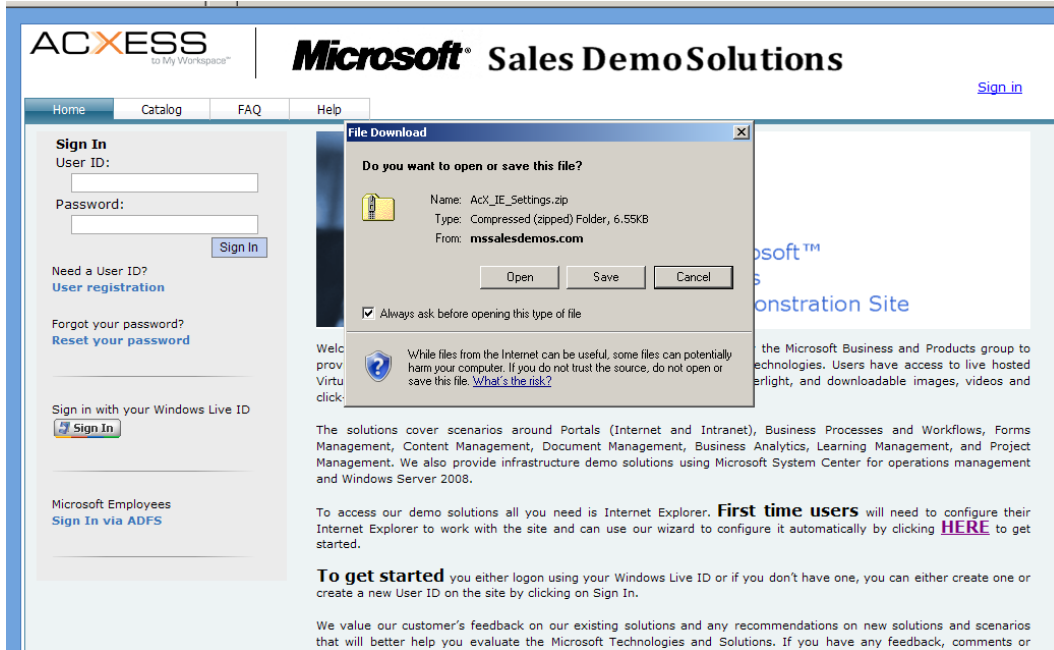 ACXESS
to My Workspace™
Microsoft® Sales Demo Solutions
Sign in
Home Catalog FAQ Help
Sign In
User ID:
Password:
Sign In
Need a User ID?
User registration
Forgot your password?
Reset your password
Sign in with your Windows Live ID
Sign In
Microsoft Employees
Sign In via ADFS
File Download
Do you want to open or save this file?
Name: AcX_IE_Settings.zip
Type: Compressed (zipped) Folder, 6.55KB
From: mssalesdemos.com
Open Save Cancel
Always ask before opening this type of file
While files from the Internet can be useful, some files can potentially
harm your computer. If you do not trust the source, do not open or
save this file. What's the risk?
osoft™
s
onstration Site
Welc
the Microsoft Business and Products group to
prov
echnologies. Users have access to live hosted
Virtu
erlight, and downloadable images, videos and
click-
The solutions cover scenarios around Portals (Internet and Intranet), Business Processes and Workflows, Forms
Management, Content Management, Document Management, Business Analytics, Learning Management, and Project
Management. We also provide infrastructure demo solutions using Microsoft System Center for operations management
and Windows Server 2008.
To access our demo solutions all you need is Internet Explorer. First time users will need to configure their
Internet Explorer to work with the site and can use our wizard to configure it automatically by clicking HERE to get
started.
To get started you either logon using your Windows Live ID or if you don't have one, you can either create one or
create a new User ID on the site by clicking on Sign In.
We value our customer's feedback on our existing solutions and any recommendations on new solutions and scenarios
that will better help you evaluate the Microsoft Technologies and Solutions. If you have any feedback, comments or